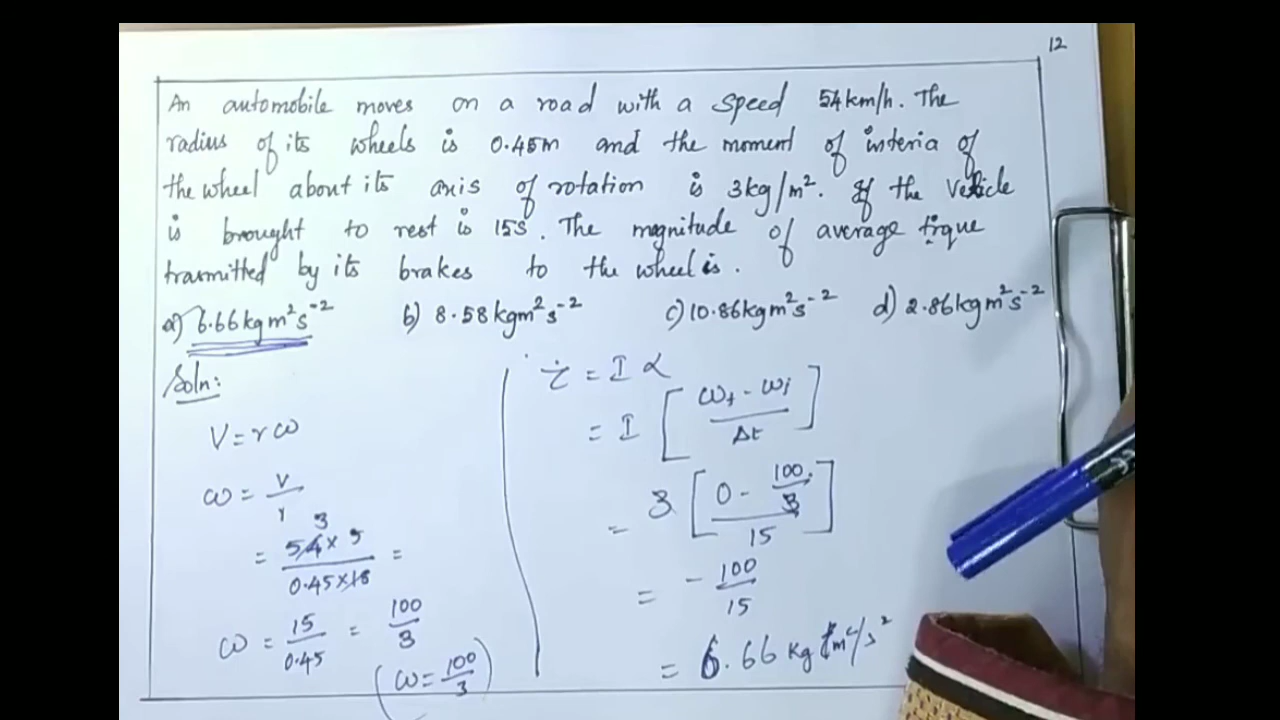 12
An automobile moves on a road with a speed 54km/h. The
radius of its wheels is 0.45m and the moment of interia of
the wheel about its axis of rotation is 3kg/m². If the vehicle
is brought to rest is 15s. The magnitude of average trque
transmitted by its brakes to the wheel is.
a) 6.66kgm²s⁻² b) 8.58kgm²s⁻² c) 10.86kgm²s⁻² d) 2.86kgm²s⁻²
Soln:
V = rω
ω = v/r
= 54 × 5 / 0.45 × 18 =
3
ω = 15/0.45 = 100/3
(ω = 100/3)
τ = I α
= I [ωf - ωi / Δt]
= 3 [0 - 100/3 / 15]
= - 100/15
= 6.66 kg m²/s²